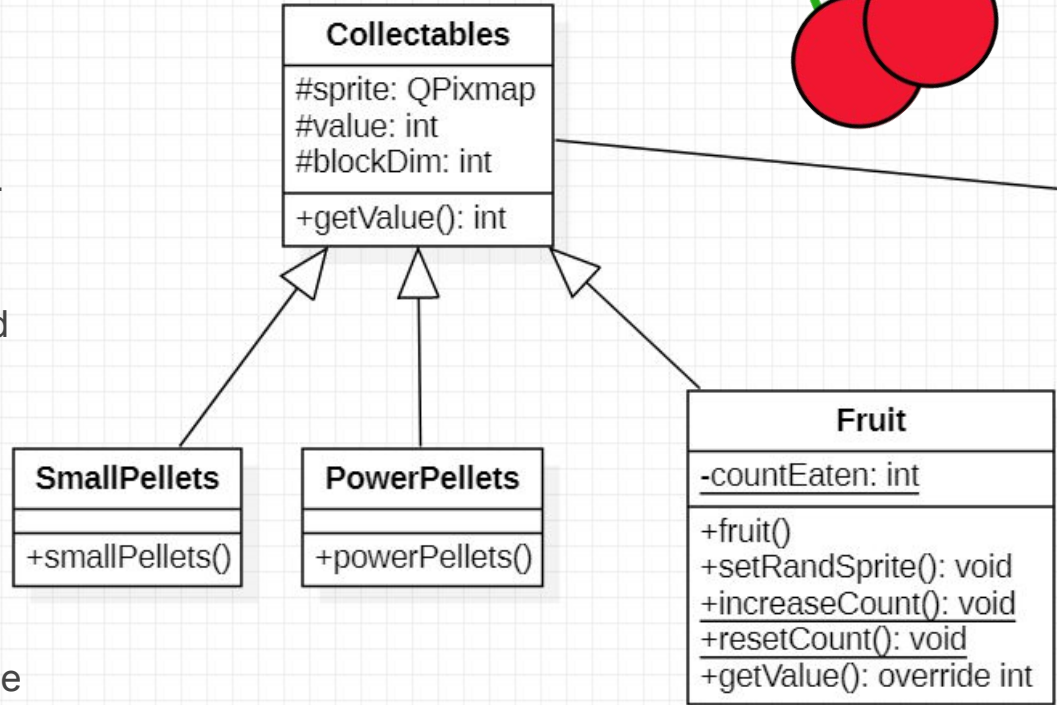 Collectables
#sprite: QPixmap
#value: int
#blockDim: int
+getValue(): int
d
SmallPellets
+smallPellets()
PowerPellets
+powerPellets()
Fruit
-countEaten: int
+fruit()
+setRandSprite(): void
+increaseCount(): void
+resetCount(): void
+getValue(): override int
e